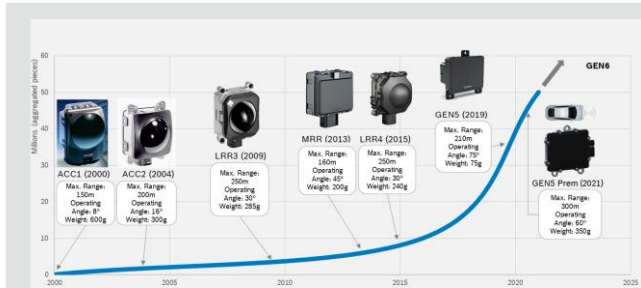 Millions (aggregated pieces)
60
50
40
30
20
10
0
2000
2005
2010
2015
2020
2025
ACC1 (2000)
Max. Range:
150m
Operating
Angle: 8°
Weight: 600g
ACC2 (2004)
Max. Range:
200m
Operating
Angle: 16°
Weight: 300g
LRR3 (2009)
Max. Range:
250m
Operating
Angle: 30°
Weight: 285g
MRR (2013)
Max. Range:
160m
Operating
Angle: 45°
Weight: 200g
LRR4 (2015)
Max. Range:
250m
Operating
Angle: 30°
Weight: 240g
GEN5 (2019)
Max. Range:
210m
Operating
Angle: 75°
Weight: 75g
GEN5 Prem (2021)
Max. Range:
300m
Operating
Angle: 60°
Weight: 350g
GEN6